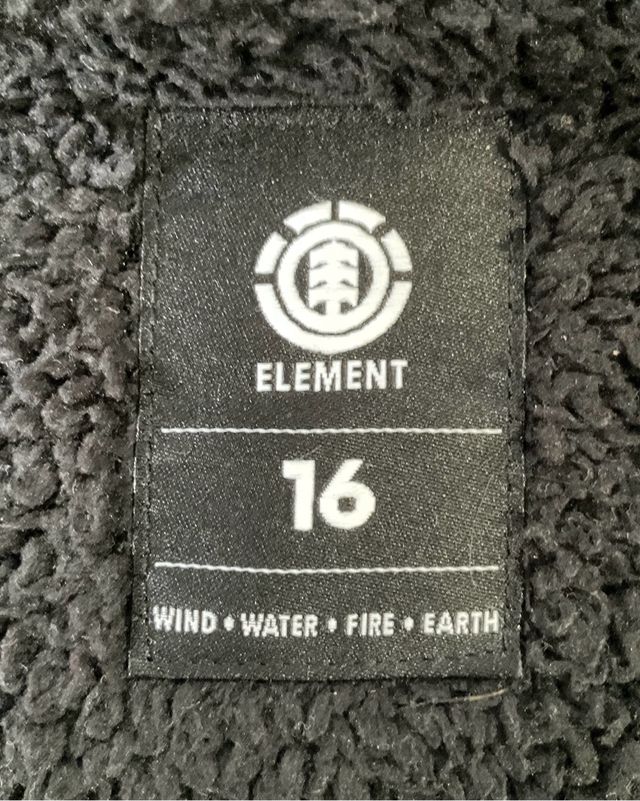 ELEMENT
16
WIND • WATER • FIRE • EARTH